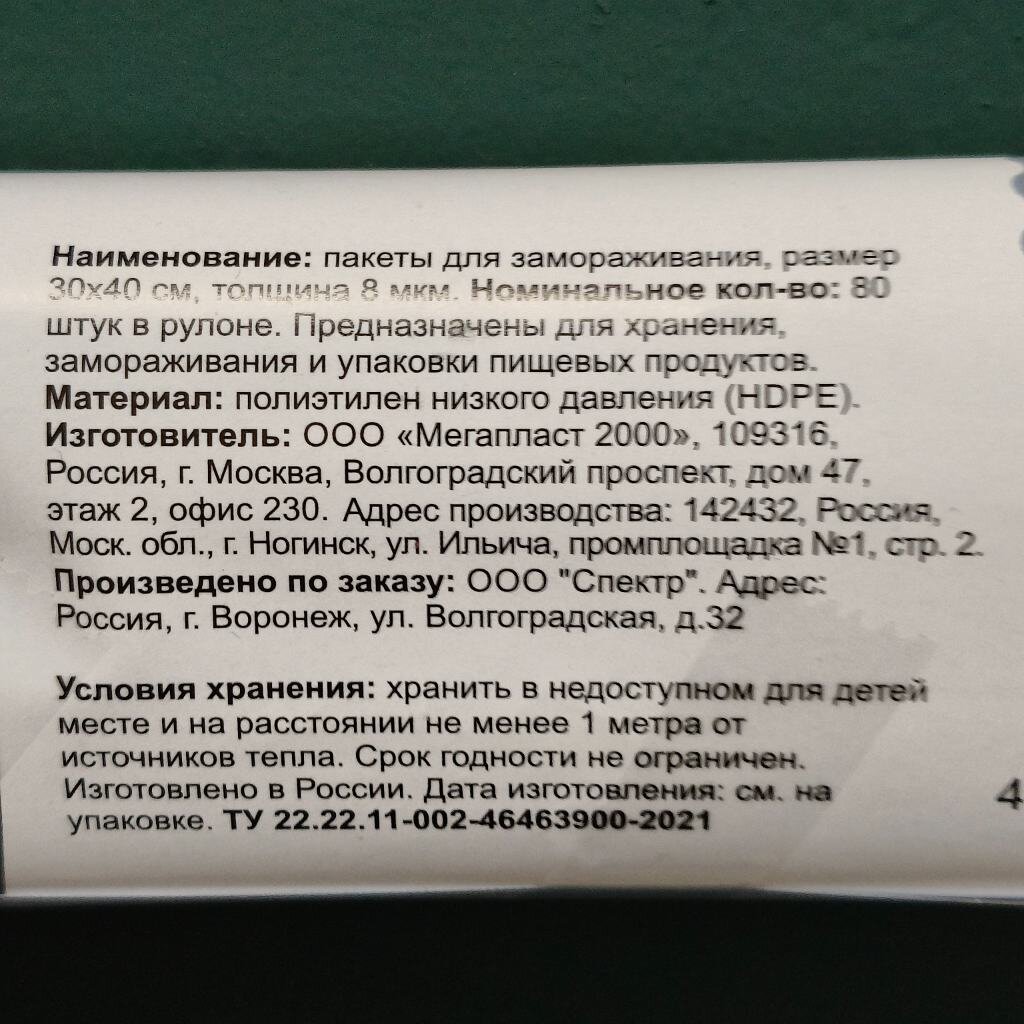 Наименование: пакеты для замораживания, размер
30х40 см, толщина 8 мкм. Номинальное кол-во: 80
штук в рулоне. Предназначены для хранения,
замораживания и упаковки пищевых продуктов.
Материал: полиэтилен низкого давления (HDPE).
Изготовитель: ООО «Мегапласт 2000», 109316,
Россия, г. Москва, Волгоградский проспект, дом 47,
этаж 2, офис 230. Адрес производства: 142432, Россия,
Моск. обл., г. Ногинск, ул. Ильича, промплощадка №1, стр. 2.
Произведено по заказу: ООО "Спектр". Адрес:
Россия, г. Воронеж, ул. Волгоградская, д.32
Условия хранения: хранить в недоступном для детей
месте и на расстоянии не менее 1 метра от
источников тепла. Срок годности не ограничен.
Изготовлено в России. Дата изготовления: см. на
упаковке. ТУ 22.22.11-002-46463900-2021
4